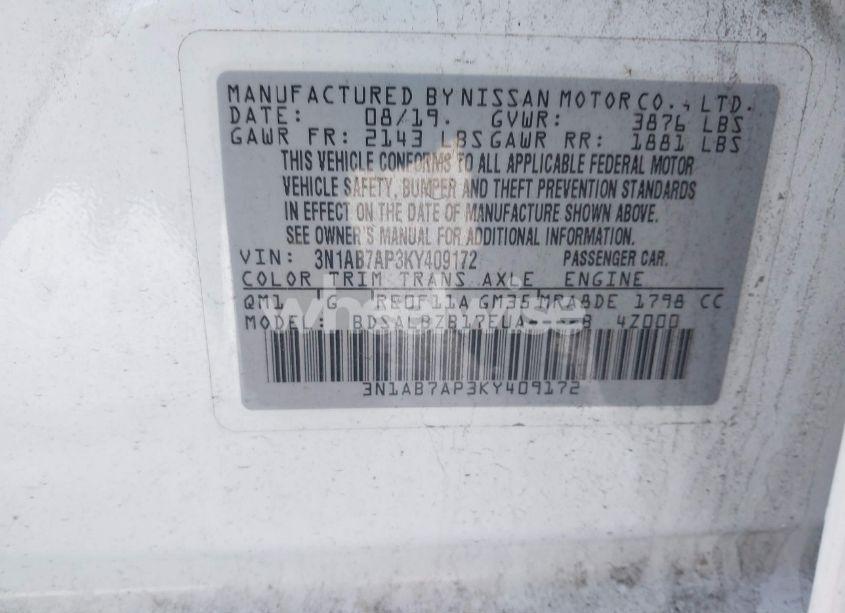 MANUFACTURED BY NISSAN MOTOR CO., LTD.
DATE: 08/19. GVWR: 3876 LBS
GAWR FR: 2143 LBS GAWR RR: 1881 LBS
THIS VEHICLE CONFORMS TO ALL APPLICABLE FEDERAL MOTOR
VEHICLE SAFETY, BUMPER AND THEFT PREVENTION STANDARDS
IN EFFECT ON THE DATE OF MANUFACTURE SHOWN ABOVE.
SEE OWNER'S MANUAL FOR ADDITIONAL INFORMATION.
VIN: 3N1AB7AP3KY409172 PASSENGER CAR.
COLOR TRIM TRANS AXLE ENGINE
QM1 G RE0F11A GM35 MRA8DE 1798 CC
MODEL: BDSALBZB17EUA----B 4Z000
3N1AB7AP3KY409172